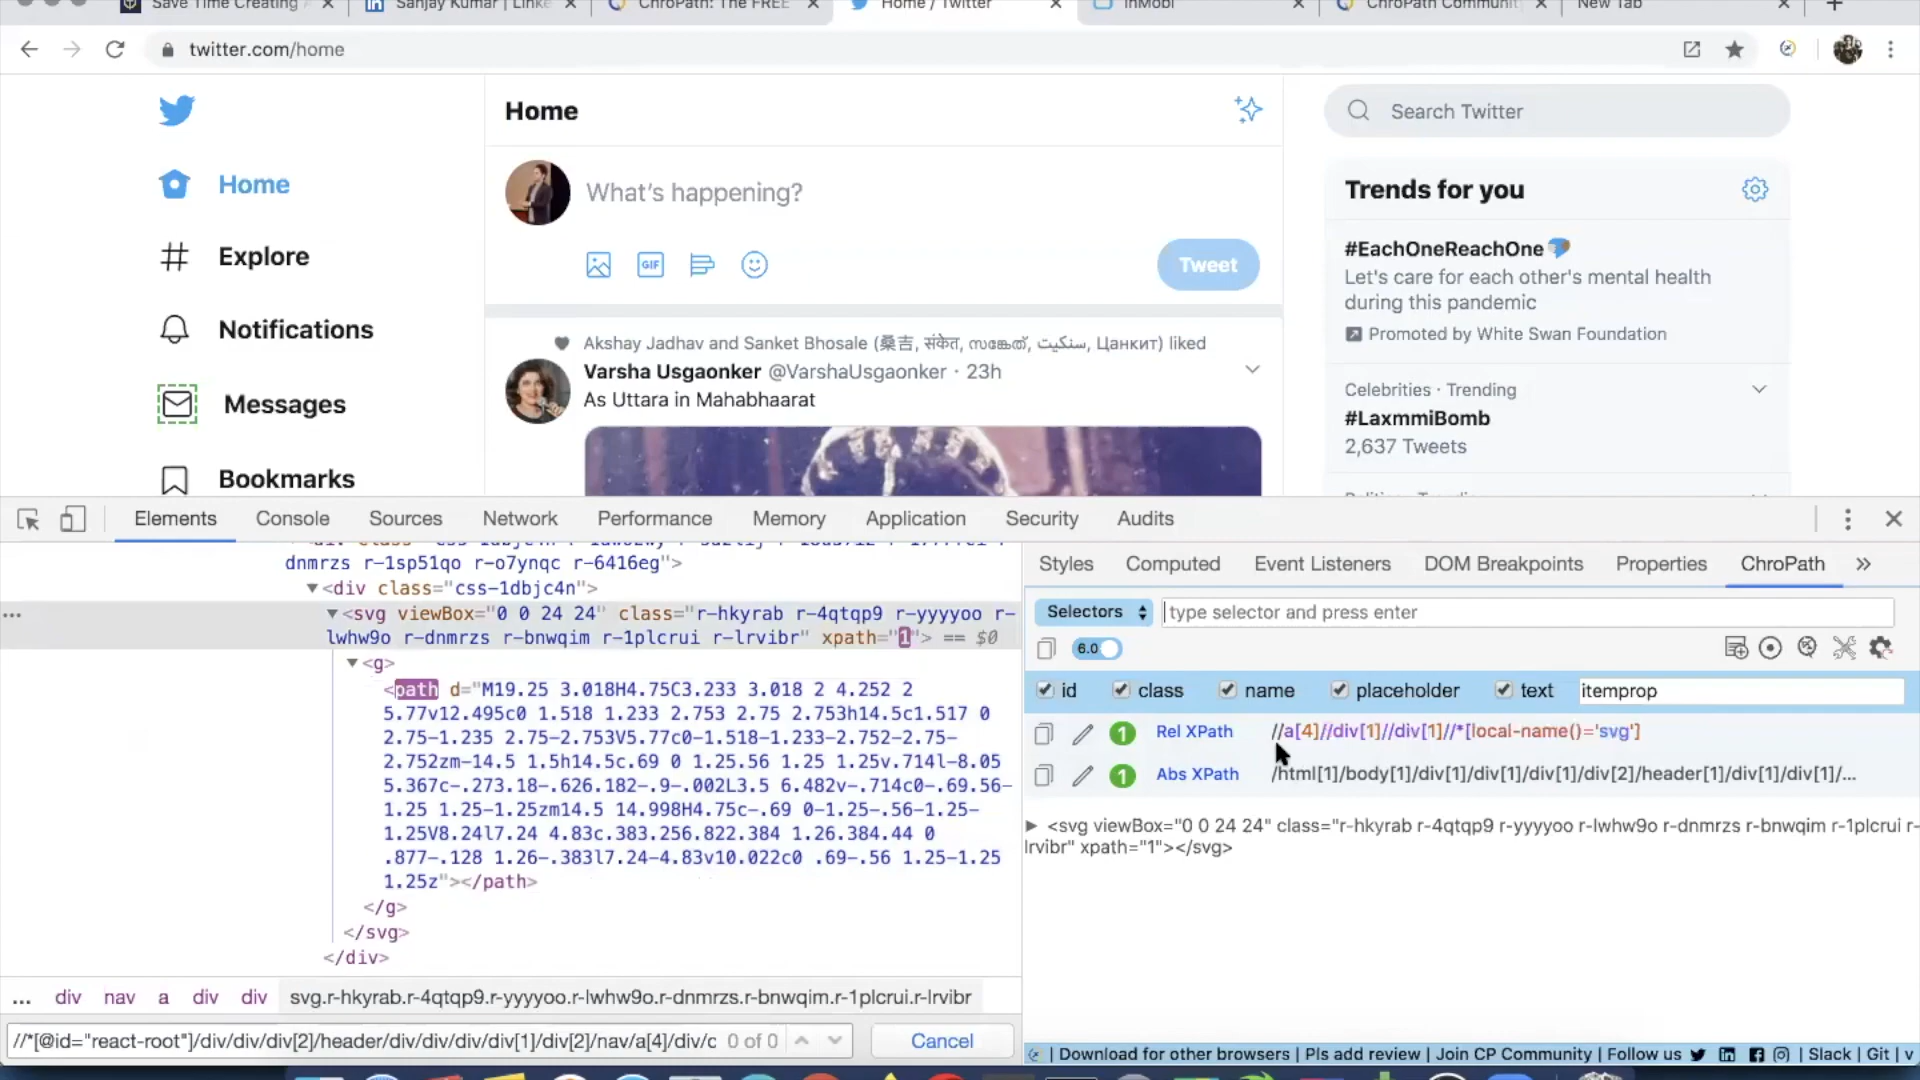 Save Time Creating
Sanjay Kumar | Linke
ChroPath: The FREE
Home / Twitter
InMobi
ChroPath Community
New Tab
twitter.com/home
Home
Search Twitter
Home
What's happening?
Trends for you
Explore
GIF
Tweet
#EachOneReachOne
Let's care for each other's mental health
during this pandemic
Promoted by White Swan Foundation
Notifications
Akshay Jadhav and Sanket Bhosale (桑吉, संकेत, സങ്കേത്, سنكيت, Цанкит) liked
Varsha Usgaonker @VarshaUsgaonker · 23h
As Uttara in Mahabhaarat
Celebrities · Trending
#LaxmmiBomb
2,637 Tweets
Messages
Bookmarks
Elements Console Sources Network Performance Memory Application Security Audits
dnmrzs r-1sp51qo r-o7ynqc r-6416eg">
▼<div class="css-1dbjc4n">
▼<svg viewBox="0 0 24 24" class="r-hkyrab r-4qtqp9 r-yyyyoo r-
lwhw9o r-dnmrzs r-bnwqim r-1plcrui r-lrvibr" xpath="1"> == $0
▼<g>
<path d="M19.25 3.018H4.75C3.233 3.018 2 4.252 2
5.77v12.495c0 1.518 1.233 2.753 2.75 2.753h14.5c1.517 0
2.75-1.235 2.75-2.753V5.77c0-1.518-1.233-2.752-2.75-
2.752zm-14.5 1.5h14.5c.69 0 1.25.56 1.25 1.25v.714l-8.05
5.367c-.273.18-.626.182-.9-.002L3.5 6.482v-.714c0-.69.56-
1.25 1.25-1.25zm14.5 14.998H4.75c-.69 0-1.25-.56-1.25-
1.25V8.24l7.24 4.83c.383.256.822.384 1.26.384.44 0
.877-.128 1.26-.383l7.24-4.83v10.022c0 .69-.56 1.25-1.25
1.25z"></path>
</g>
</svg>
</div>
... div nav a div div svg.r-hkyrab.r-4qtqp9.r-yyyyoo.r-lwhw9o.r-dnmrzs.r-bnwqim.r-1plcrui.r-lrvibr
//*[@id="react-root"]/div/div/div[2]/header/div/div/div/div[1]/div[2]/nav/a[4]/div/c 0 of 0 Cancel
Styles Computed Event Listeners DOM Breakpoints Properties ChroPath »
Selectors type selector and press enter
6.0
id class name placeholder text itemprop
1 Rel XPath //a[4]//div[1]//div[1]//*[local-name()='svg']
1 Abs XPath /html[1]/body[1]/div[1]/div[1]/div[1]/div[2]/header[1]/div[1]/div[1]/...
▶ <svg viewBox="0 0 24 24" class="r-hkyrab r-4qtqp9 r-yyyyoo r-lwhw9o r-dnmrzs r-bnwqim r-1plcrui r-
lrvibr" xpath="1"></svg>
| Download for other browsers | Pls add review | Join CP Community | Follow us | Slack | Git | v